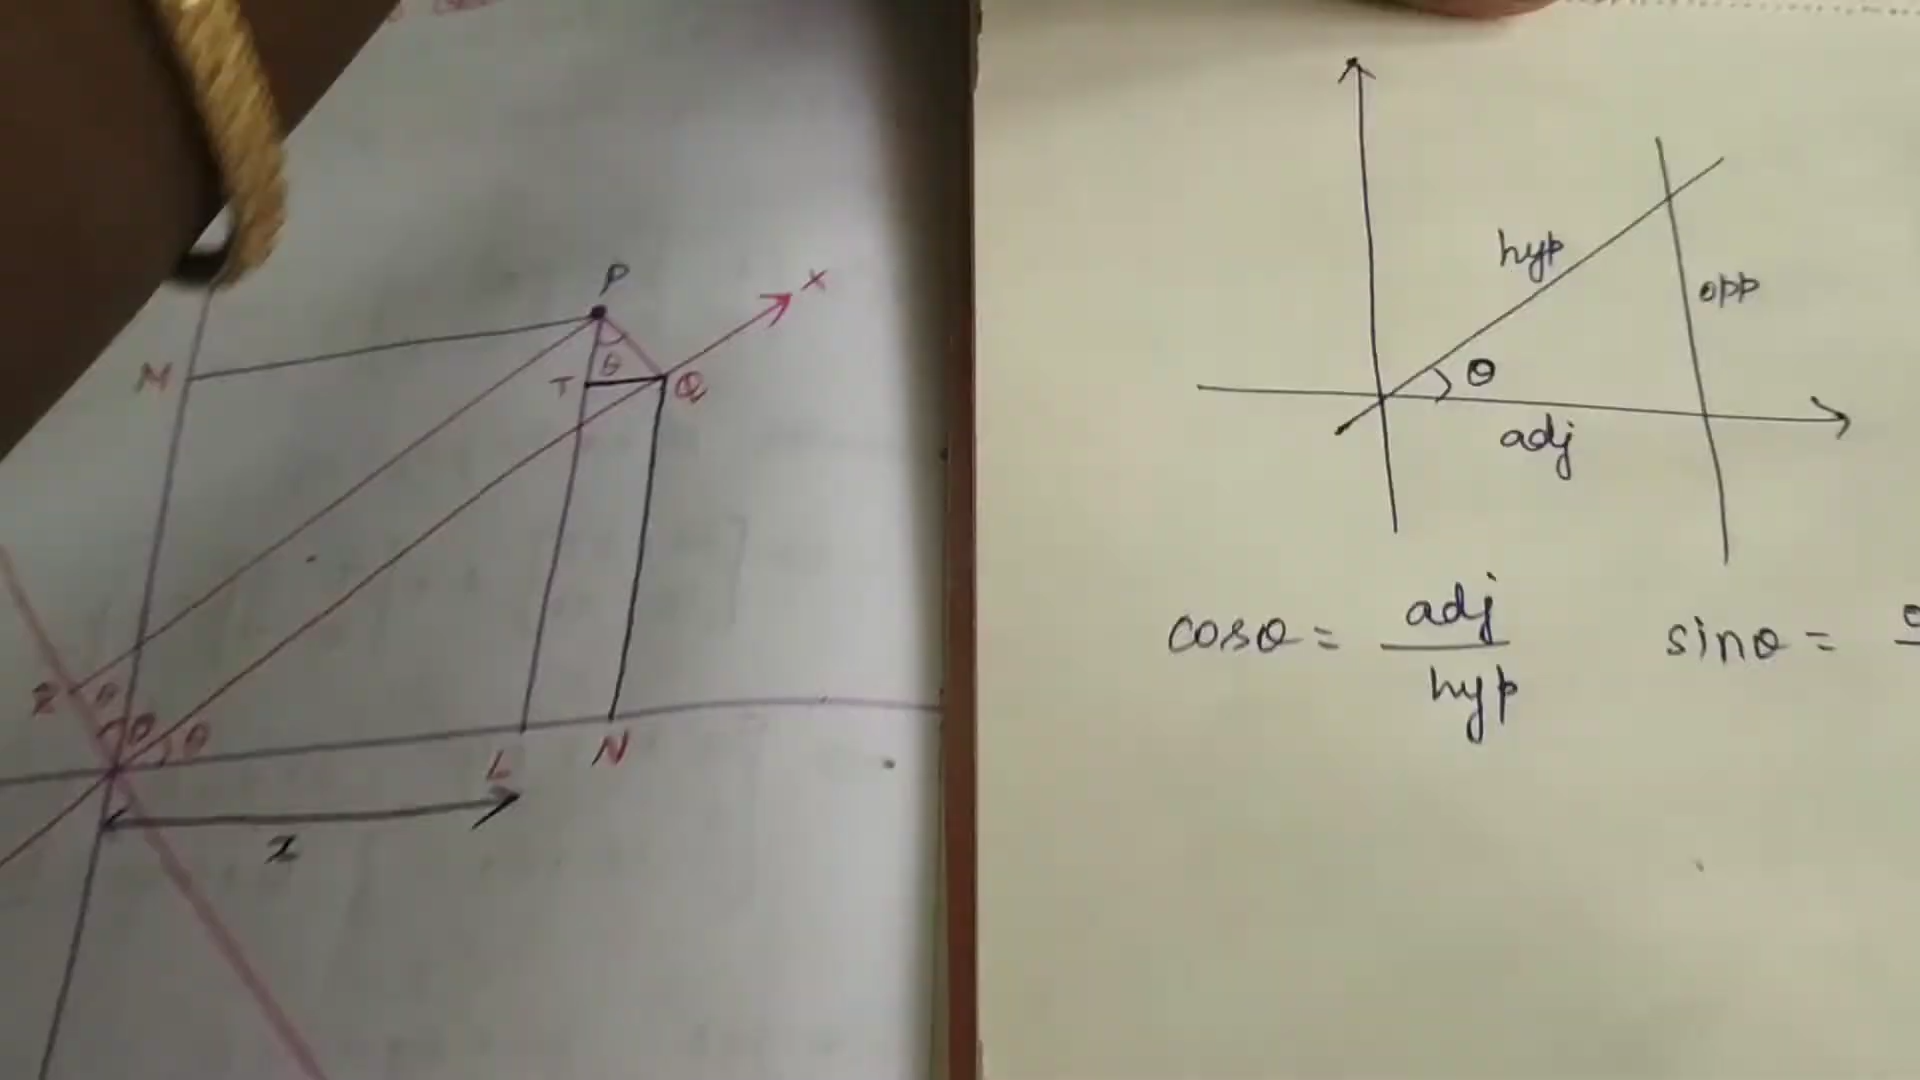 P
X
M
θ
T
Q
R
θ
θ
θ
L
N
x
hyp
opp
θ
adj
cosθ = adj
hyp
sinθ =